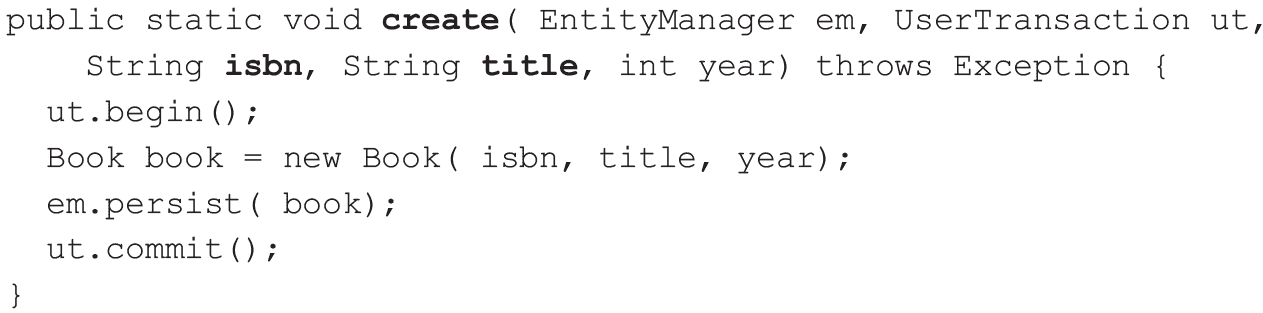 public static void create( EntityManager em, UserTransaction ut,
    String isbn, String title, int year) throws Exception {
  ut.begin();
  Book book = new Book( isbn, title, year);
  em.persist( book);
  ut.commit();
}